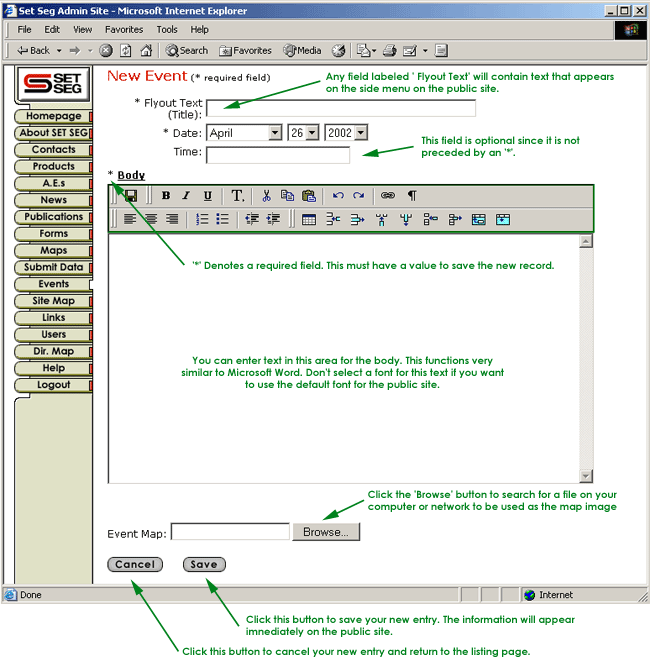 Set Seg Admin Site - Microsoft Internet Explorer
File Edit View Favorites Tools Help
Back Search Favorites Media
SET SEG
New Event (* required field)
Any field labeled ' Flyout Text' will contain text that appears
on the side menu on the public site.
* Flyout Text
(Title):
* Date: April 26 2002
Time:
This field is optional since it is not
preceded by an '*'.
* Body
B I U T.
Homepage
About SET SEG
Contacts
Products
A.E.s
News
Publications
Forms
Maps
Submit Data
Events
Site Map
Links
Users
Dir. Map
Help
Logout
'*' Denotes a required field. This must have a value to save the new record.
You can enter text in this area for the body. This functions very
similar to Microsoft Word. Don't select a font for this text if you want
to use the default font for the public site.
Click the 'Browse' button to search for a file on your
computer or network to be used as the map image
Event Map: Browse...
Cancel Save
Done Internet
Click this button to save your new entry. The information will appear
immediately on the public site.
Click this button to cancel your new entry and return to the listing page.